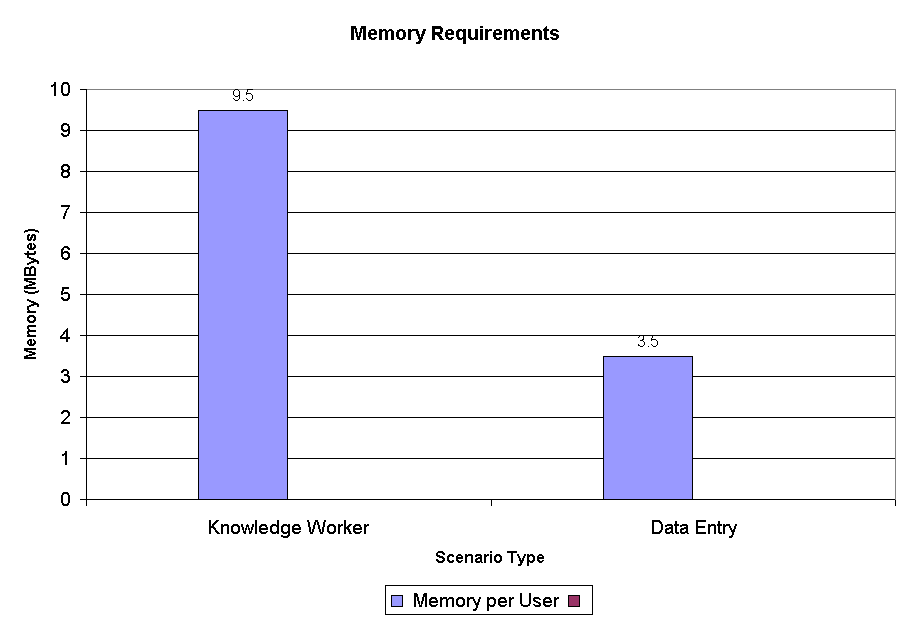 Memory Requirements
10
9.5
9
8
7
6
5
4
3.5
3
2
1
0
Memory (MBytes)
Knowledge Worker
Data Entry
Scenario Type
Memory per User